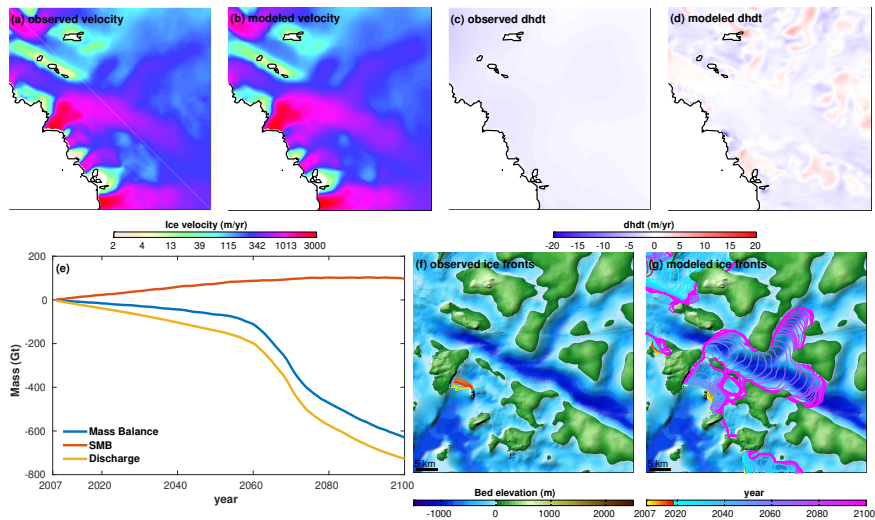 (a) observed velocity
(b) modeled velocity
(c) observed dhdt
(d) modeled dhdt
Ice velocity (m/yr)
2 4 13 39 115 342 1013 3000
dhdt (m/yr)
-20 -15 -10 -5 0 5 10 15 20
(e)
200
0
-200
-400
-600
-800
Mass (Gt)
Mass Balance
SMB
Discharge
2007 2020 2040 2060 2080 2100
year
(f) observed ice fronts
5 km
(g) modeled ice fronts
5 km
Bed elevation (m)
-1000 0 1000 2000
year
2007 2020 2040 2060 2080 2100